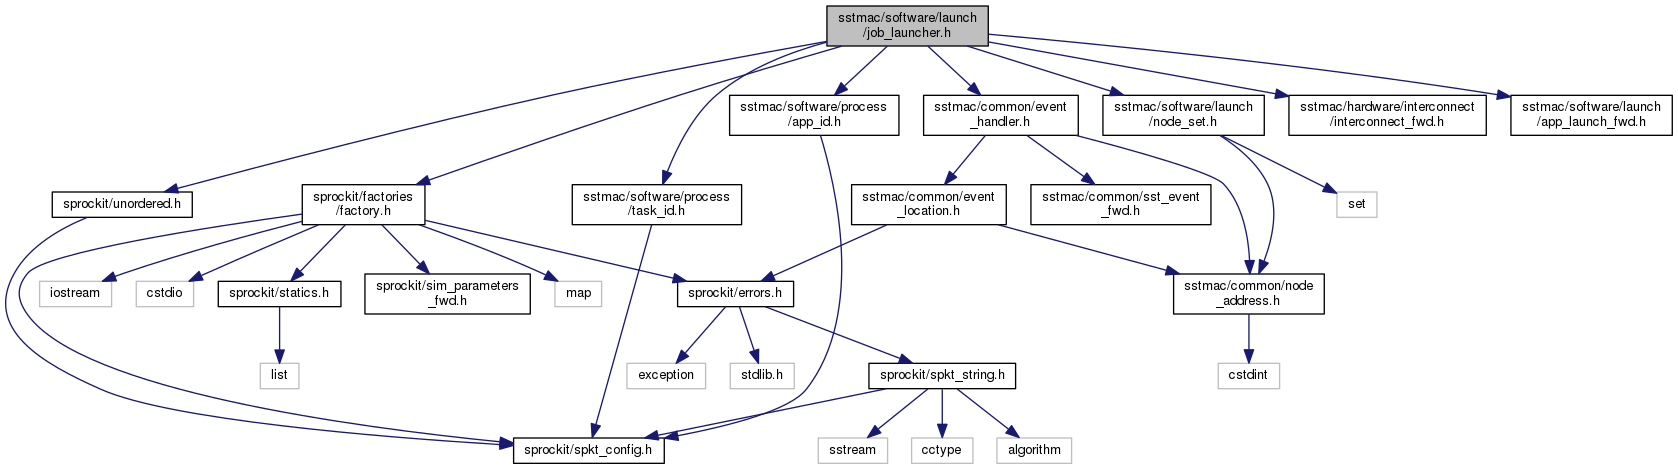 sstmac/software/launch
/job_launcher.h
sstmac/software/process
/app_id.h
sstmac/common/event
_handler.h
sstmac/software/launch
/node_set.h
sstmac/hardware/interconnect
/interconnect_fwd.h
sstmac/software/launch
/app_launch_fwd.h
sprockit/unordered.h
sprockit/factories
/factory.h
sstmac/software/process
/task_id.h
sstmac/common/event
_location.h
sstmac/common/sst_event
_fwd.h
set
iostream
cstdio
sprockit/statics.h
sprockit/sim_parameters
_fwd.h
map
sprockit/errors.h
sstmac/common/node
_address.h
list
exception
stdlib.h
sprockit/spkt_string.h
cstdint
sprockit/spkt_config.h
sstream
cctype
algorithm